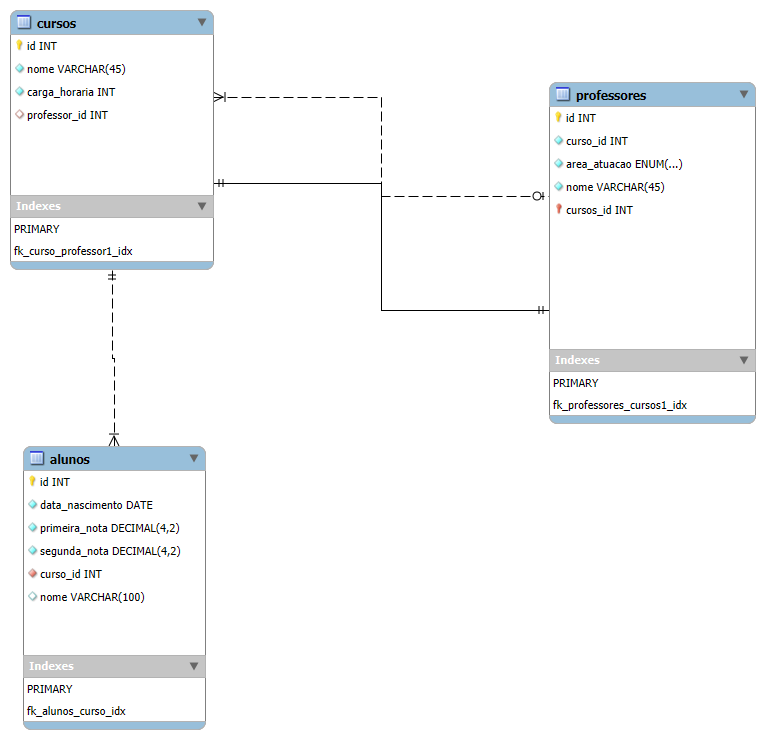 cursos
id INT
nome VARCHAR(45)
carga_horaria INT
professor_id INT
Indexes
PRIMARY
fk_curso_professor1_idx
professores
id INT
curso_id INT
area_atuacao ENUM(...)
nome VARCHAR(45)
cursos_id INT
Indexes
PRIMARY
fk_professores_cursos1_idx
alunos
id INT
data_nascimento DATE
primeira_nota DECIMAL(4,2)
segunda_nota DECIMAL(4,2)
curso_id INT
nome VARCHAR(100)
Indexes
PRIMARY
fk_alunos_curso_idx